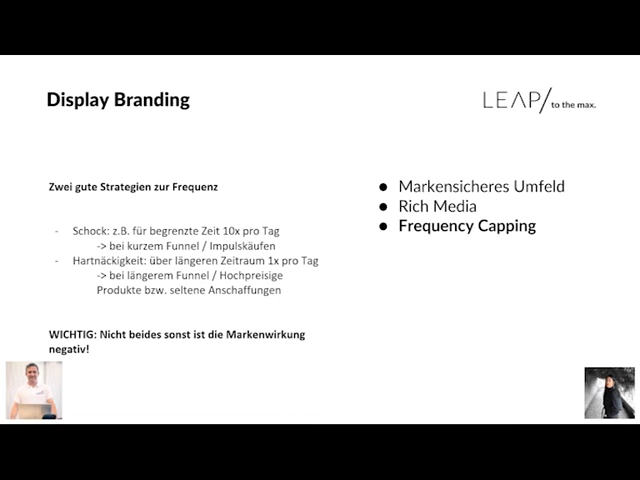 Display Branding
LEAP/to the max.
Zwei gute Strategien zur Frequenz
- Schock: z.B. für begrenzte Zeit 10x pro Tag
-> bei kurzem Funnel / Impulskäufen
- Hartnäckigkeit: über längeren Zeitraum 1x pro Tag
-> bei längerem Funnel / Hochpreisige
Produkte bzw. seltene Anschaffungen
WICHTIG: Nicht beides sonst ist die Markenwirkung
negativ!
● Markensicheres Umfeld
● Rich Media
● Frequency Capping